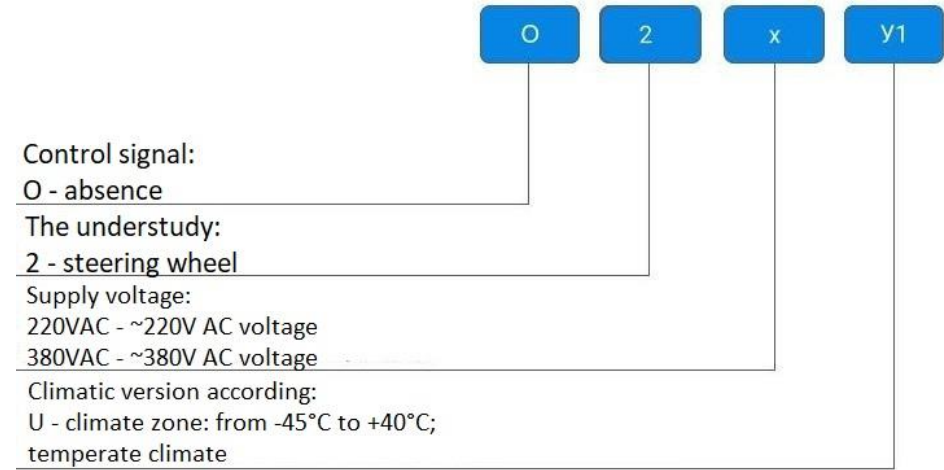 O 2 x У1
Control signal:
O - absence
The understudy:
2 - steering wheel
Supply voltage:
220VAC - ~220V AC voltage
380VAC - ~380V AC voltage
Climatic version according:
U - climate zone: from -45°C to +40°C;
temperate climate